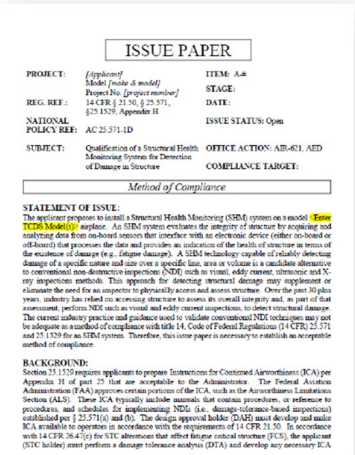 ISSUE PAPER
PROJECT: [Applicant] ITEM: A-#
Model [make & model]
Project No. [project number] STAGE:
REG. REF.: 14 CFR § 21.50, § 25.571, DATE:
§25.1529, Appendix H
NATIONAL ISSUE STATUS: Open
POLICY REF: AC 25.571-1D
SUBJECT: Qualification of a Structural Health OFFICE ACTION: AIR-621, AED
Monitoring System for Detection
of Damage in Structure COMPLIANCE TARGET:
Method of Compliance
STATEMENT OF ISSUE:
The applicant proposes to install a Structural Health Monitoring (SHM) system on a model <Enter
TCDS Model(s)> airplane. An SHM system evaluates the integrity of structure by acquiring and
analyzing data from on-board sensors that interface with an electronic device (either on-board or
off-board) that processes the data and provides an indication of the health of structure in terms of
the existence of damage (e.g., fatigue damage). A SHM technology capable of reliably detecting
damage of a specific nature and size over a specific line, area or volume is a candidate alternative
to conventional non-destructive inspections (NDI) such as visual, eddy current, ultrasonic and X-
ray inspections methods. This approach for detecting structural damage may supplement or
eliminate the need for an inspector to physically access and assess structure. Over the past 30 plus
years, industry has relied on accessing structure to assess its overall integrity and, as part of that
assessment, perform NDI such as visual and eddy current inspections, to detect structural damage.
The current industry practice and guidance used to validate conventional NDI techniques may not
be adequate as a method of compliance with title 14, Code of Federal Regulations (14 CFR) 25.571
and 25.1529 for an SHM system. Therefore, this issue paper is necessary to establish an acceptable
method of compliance.
BACKGROUND:
Section 25.1529 requires applicants to prepare Instructions for Continued Airworthiness (ICA) per
Appendix H of part 25 that are acceptable to the Administrator. The Federal Aviation
Administration (FAA) approves certain portions of the ICA, such as the Airworthiness Limitations
Section (ALS). These ICA typically include manuals that contain procedures, or reference to
procedures, and schedules for implementing NDIs (i.e., damage-tolerance-based inspections)
established per § 25.571(a) and (b). The design approval holder (DAH) must develop and make
ICA available to operators in accordance with the requirements of 14 CFR 21.50. In accordance
with 14 CFR 26.47(c) for STC alterations that affect fatigue critical structure (FCS), the applicant
(STC holder) must perform a damage tolerance analysis (DTA) and develop any necessary ICA